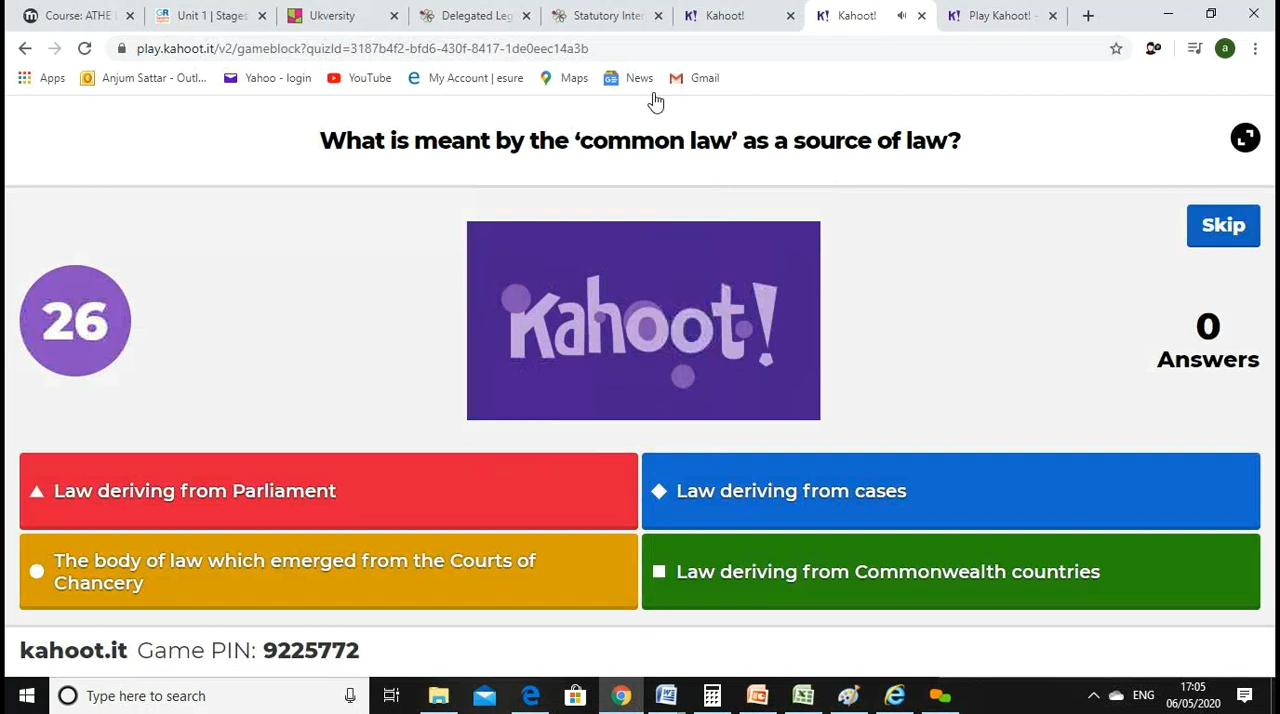 Course: ATHE L
Unit 1 | Stages
Ukversity
Delegated Leg
Statutory Inter
Kahoot!
Kahoot!
Play Kahoot! -
play.kahoot.it/v2/gameblock?quizId=3187b4f2-bfd6-430f-8417-1de0eec14a3b
a
Apps
Anjum Sattar - Outl...
Yahoo - login
YouTube
My Account | esure
Maps
News
Gmail
What is meant by the ‘common law’ as a source of law?
Skip
26
Kahoot!
0
Answers
Law deriving from Parliament
Law deriving from cases
The body of law which emerged from the Courts of
Chancery
Law deriving from Commonwealth countries
kahoot.it Game PIN: 9225772
Type here to search
ENG
17:05
06/05/2020